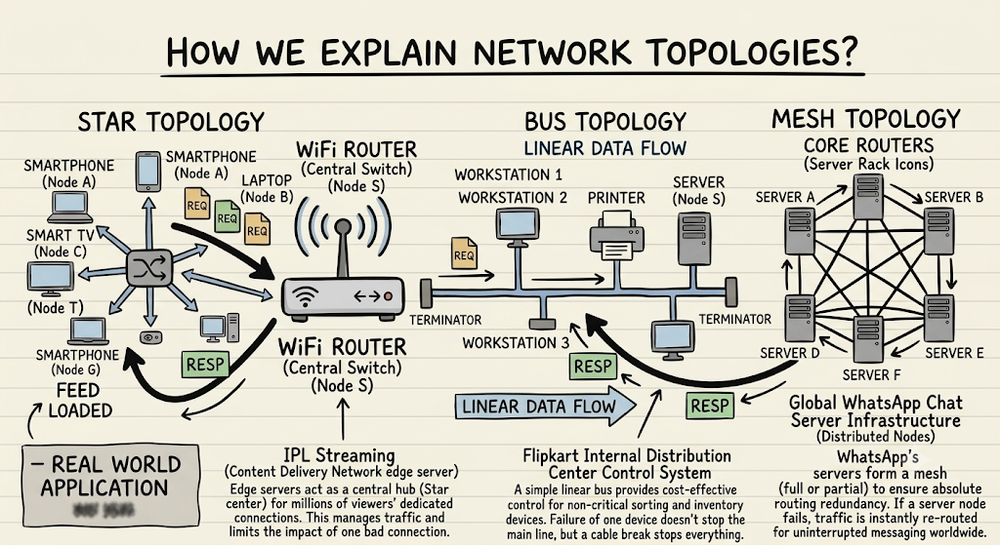 HOW WE EXPLAIN NETWORK TOPOLOGIES?
STAR TOPOLOGY
SMARTPHONE
(Node A)
SMARTPHONE
(Node A)
LAPTOP
(Node B)
REQ
REQ
REQ
SMART TV
(Node C)
(Node T)
SMARTPHONE
(Node G)
FEED
LOADED
RESP
WiFi ROUTER
(Central Switch)
(Node S)
WiFi ROUTER
(Central Switch)
(Node S)
BUS TOPOLOGY
LINEAR DATA FLOW
WORKSTATION 1
WORKSTATION 2
PRINTER
SERVER
(Node S)
REQ
TERMINATOR
TERMINATOR
WORKSTATION 3
RESP
LINEAR DATA FLOW
RESP
MESH TOPOLOGY
CORE ROUTERS
(Server Rack Icons)
SERVER A
SERVER B
SERVER D
SERVER E
SERVER F
Global WhatsApp Chat
Server Infrastructure
(Distributed Nodes)
WhatsApp's
servers form a mesh
(full or partial) to ensure absolute
routing redundancy. If a server node
fails, traffic is instantly re-routed
for uninterrupted messaging worldwide.
– REAL WORLD
APPLICATION
IPL Streaming
(Content Delivery Network edge server)
Edge servers act as a central hub (Star
center) for millions of viewers' dedicated
connections. This manages traffic and
limits the impact of one bad connection.
Flipkart Internal Distribution
Center Control System
A simple linear bus provides cost-effective
control for non-critical sorting and inventory
devices. Failure of one device doesn't stop the
main line, but a cable break stops everything.